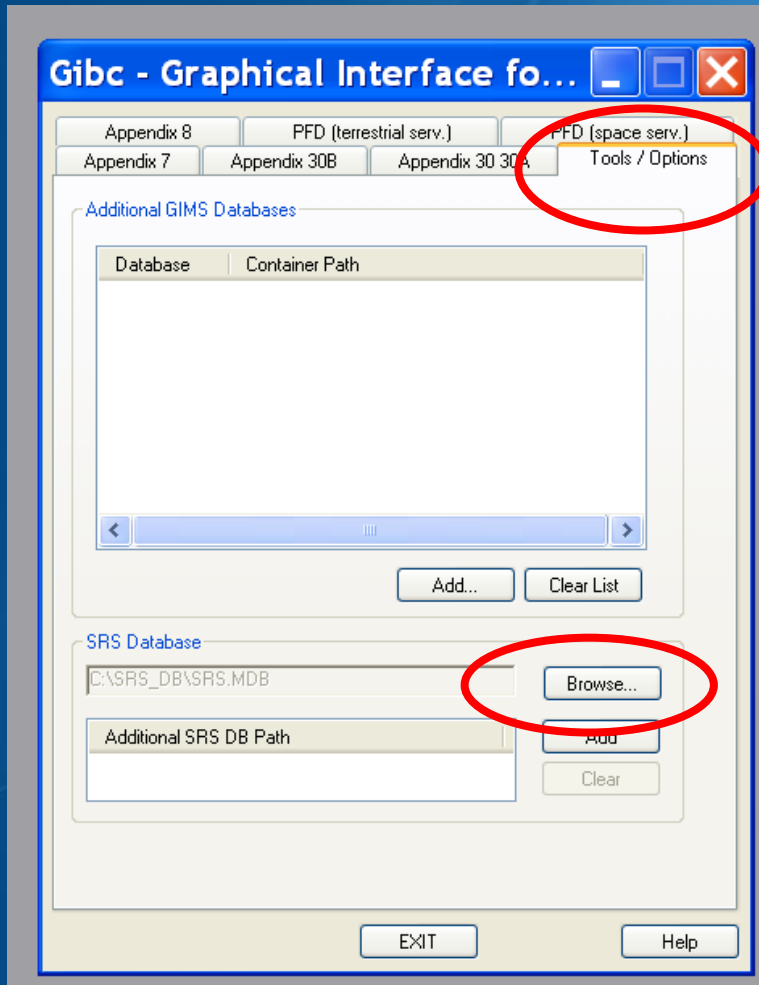 Gibc - Graphical Interface fo...
Appendix 8 PFD (terrestrial serv.) PFD (space serv.)
Appendix 7 Appendix 30B Appendix 30 30A Tools / Options
Additional GIMS Databases
Database Container Path
Add... Clear List
SRS Database
C:\SRS_DB\SRS.MDB Browse...
Additional SRS DB Path Add
Clear
EXIT Help